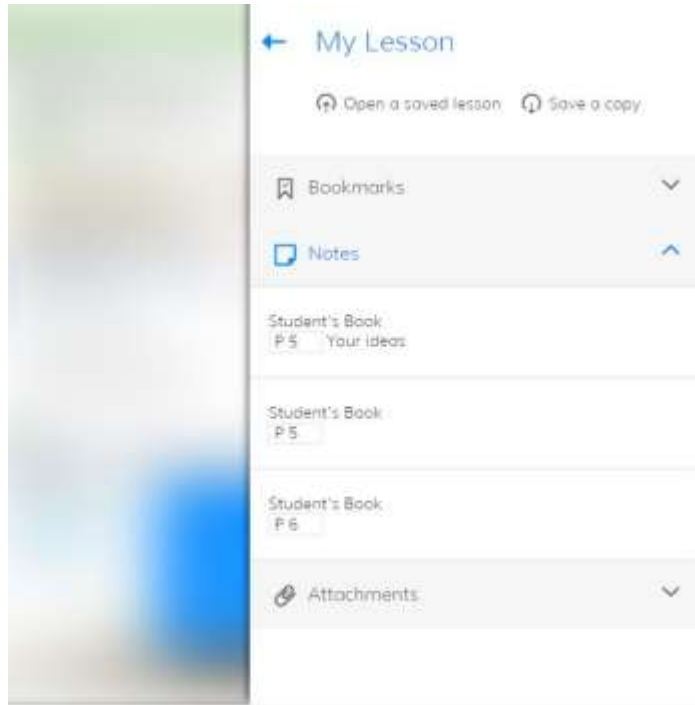 My Lesson
Open a saved lesson Save a copy
Bookmarks
Notes
Student's Book
P 5 Your ideas
Student's Book
P 5
Student's Book
P 6
Attachments